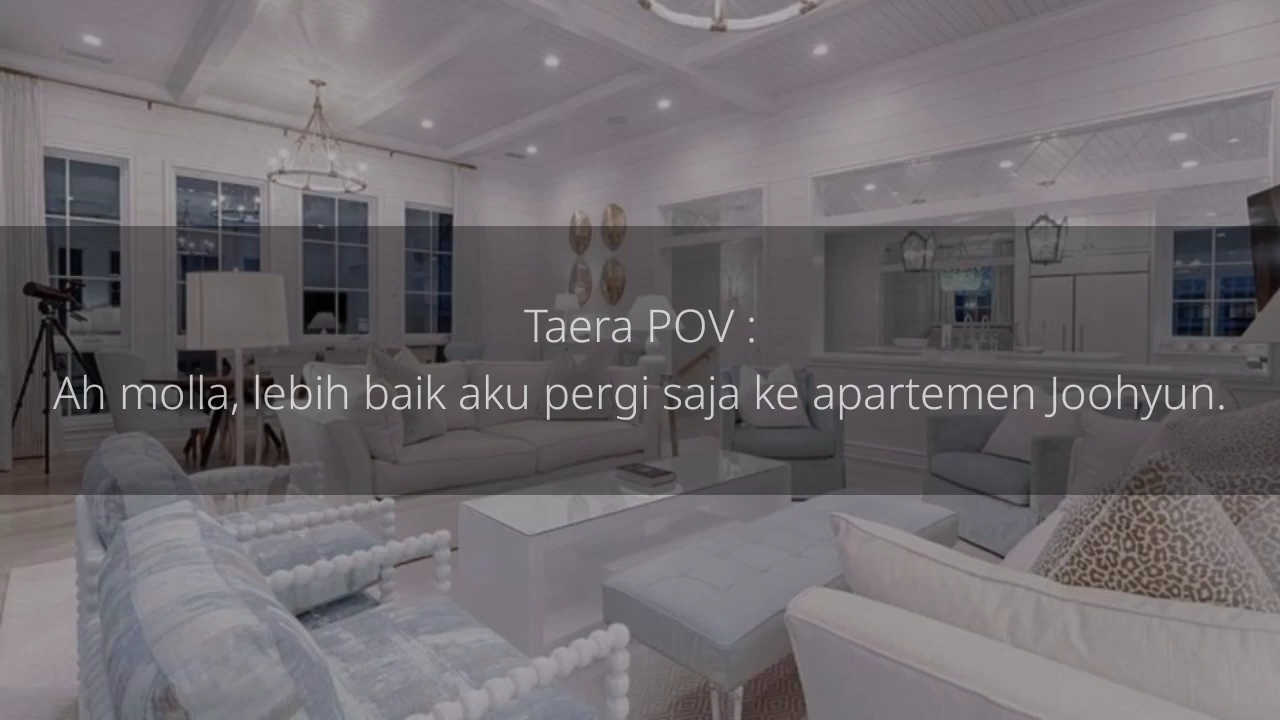 Taera POV :
Ah molla, lebih baik aku pergi saja ke apartemen Joohyun.